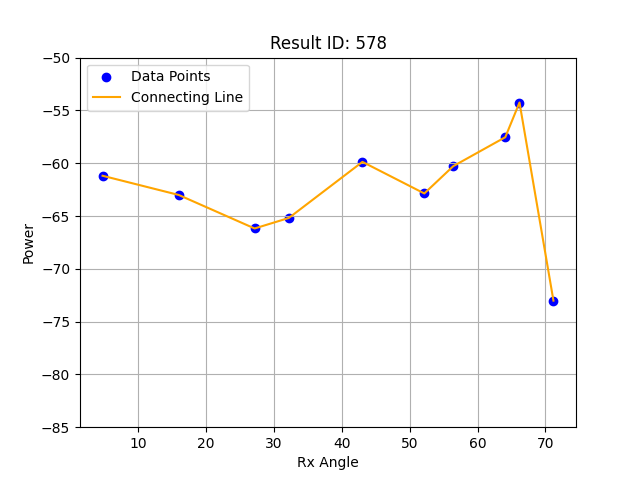 Result ID: 578
Data Points
Connecting Line
−50
−55
−60
−65
−70
−75
−80
−85
Power
10 20 30 40 50 60 70
Rx Angle